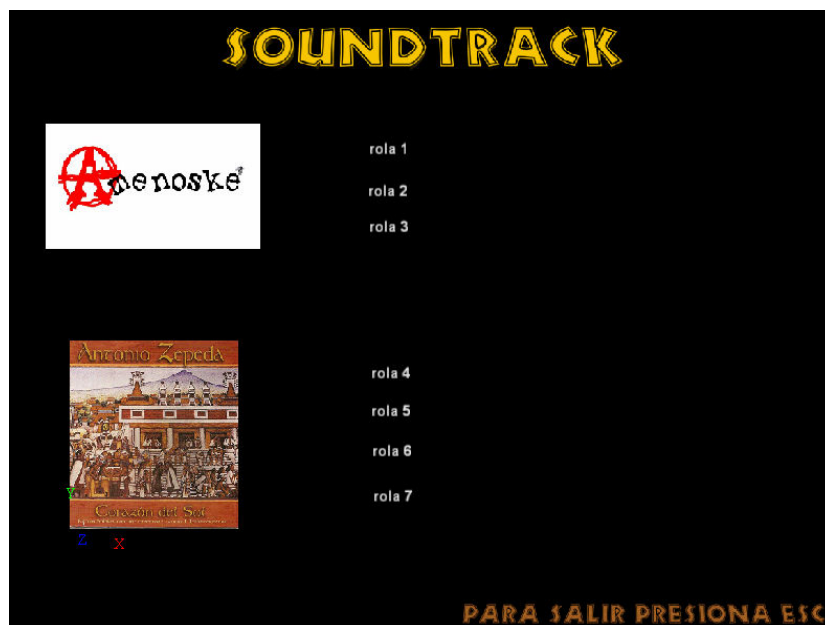 SOUNDTRACK
Amenoske
rola 1
rola 2
rola 3
Antonio Zepeda
rola 4
rola 5
rola 6
rola 7
Corazón del Sol
Y
Z X
PARA SALIR PRESIONA ESC